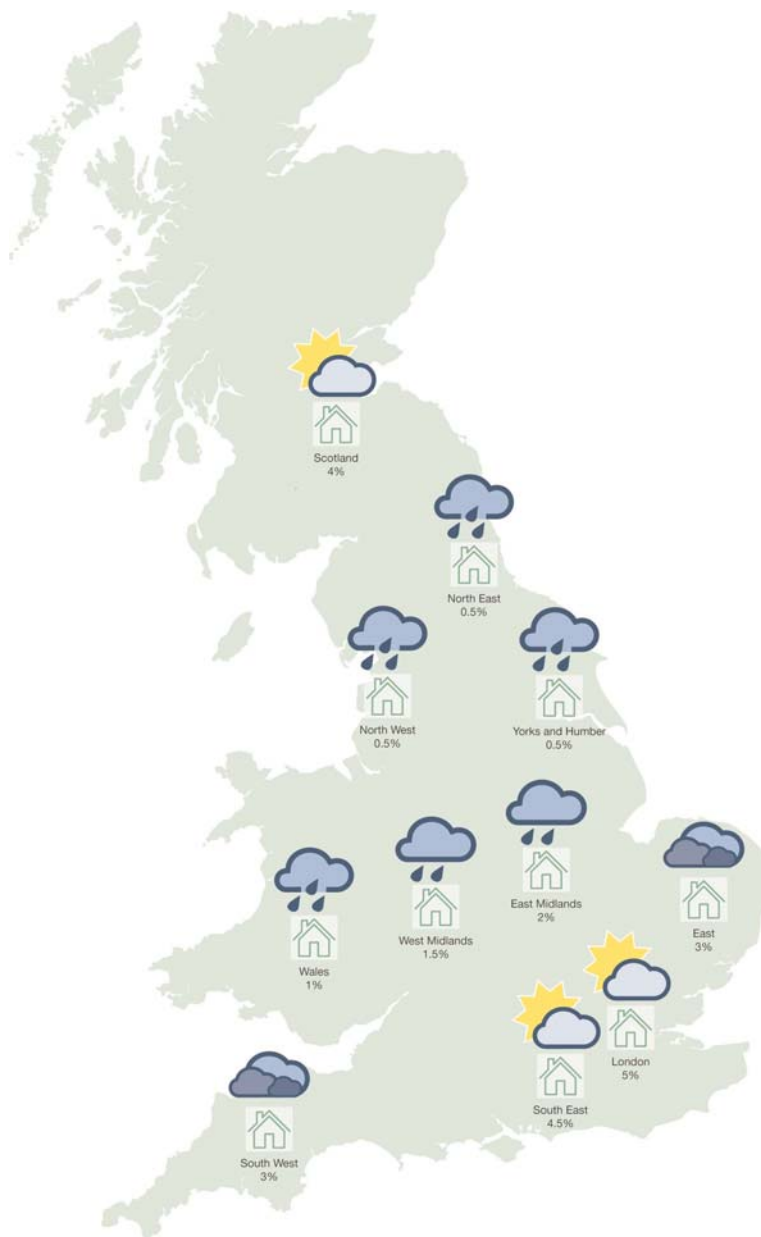 Scotland
4%
North East
0.5%
North West
0.5%
Yorks and Humber
0.5%
East Midlands
2%
West Midlands
1.5%
East
3%
Wales
1%
London
5%
South East
4.5%
South West
3%